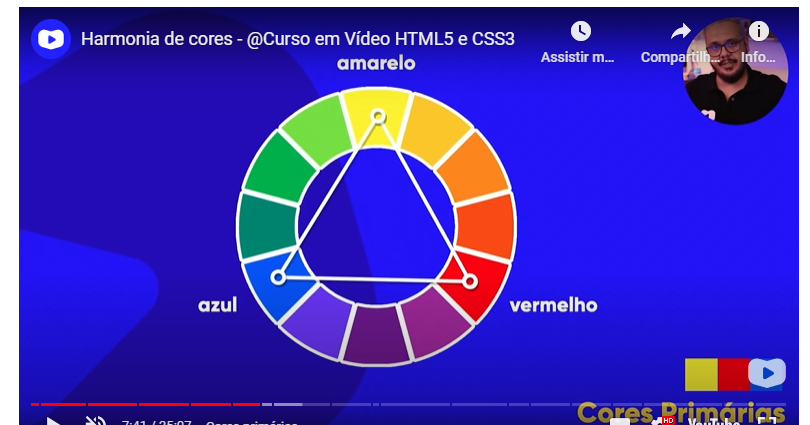 Harmonia de cores - @Curso em Vídeo HTML5 e CSS3
Assistir m...
Compartilh...
Info...
amarelo
azul
vermelho
Cores Primárias
7:41 / 35:07 • Cores primárias
HD
YouTube